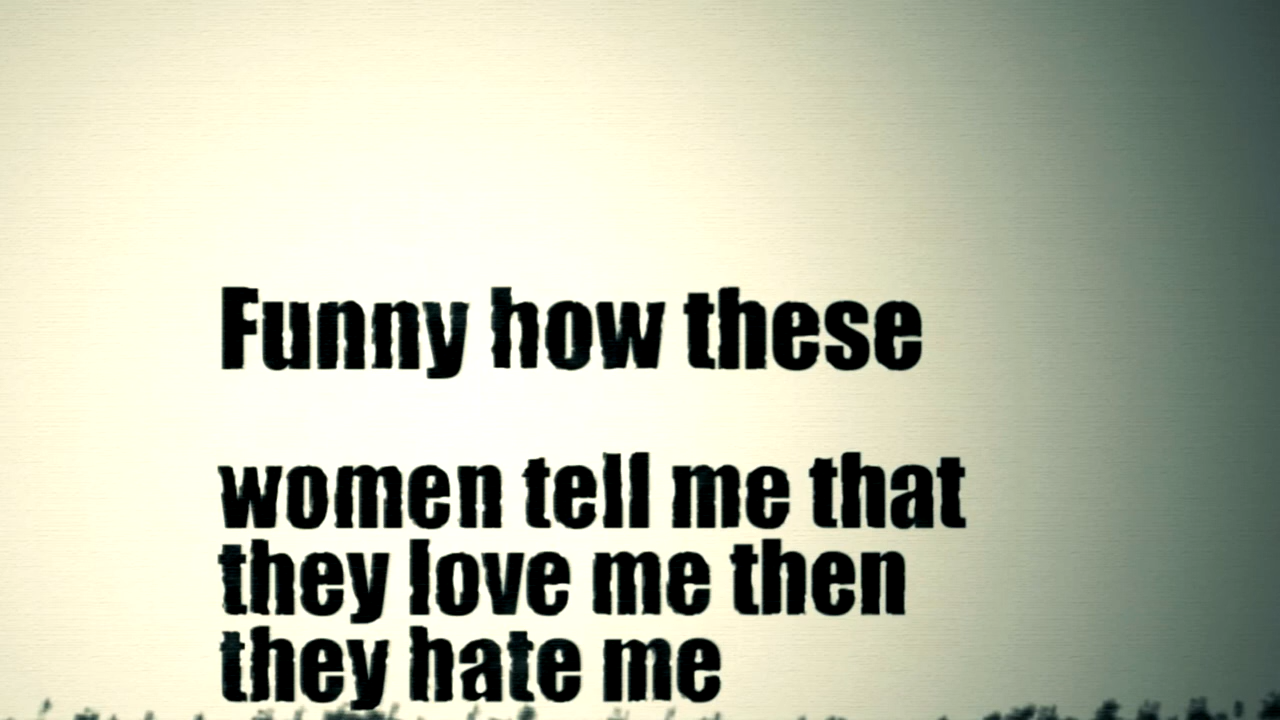 Funny how these
women tell me that
they love me then
they hate me